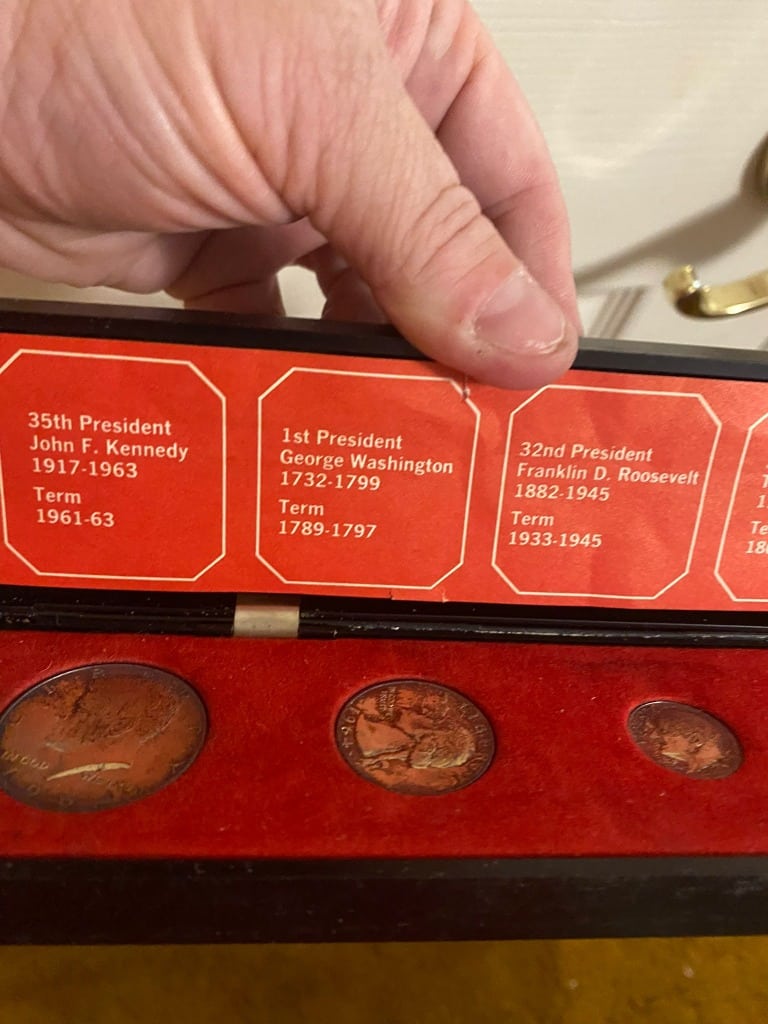 35th President
John F. Kennedy
1917-1963
Term
1961-63
1st President
George Washington
1732-1799
Term
1789-1797
32nd President
Franklin D. Roosevelt
1882-1945
Term
1933-1945